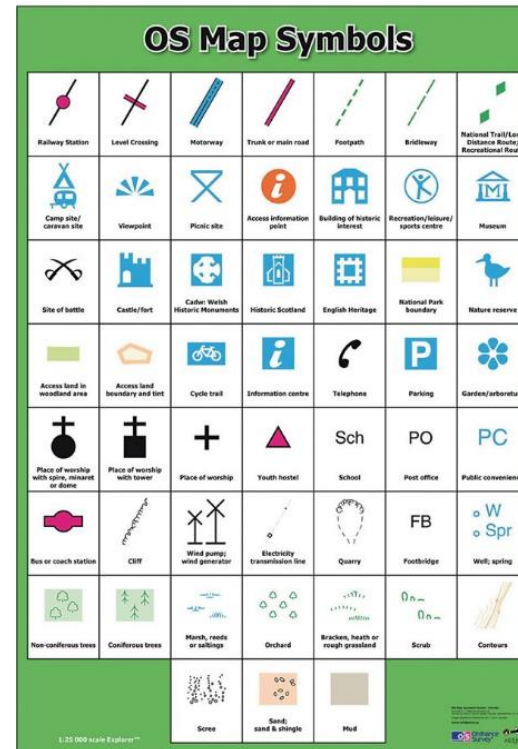 OS Map Symbols
Railway Station
Level Crossing
Motorway
Trunk or main road
Footpath
Bridleway
National Trail/Lon
Distance Route;
Recreational Rout
i
M
Camp site/
caravan site
Viewpoint
Picnic site
Access information
point
Building of historic
interest
Recreation/leisure/
sports centre
Museum
Site of battle
Castle/fort
Cadw: Welsh
Historic Monuments
Historic Scotland
English Heritage
National Park
boundary
Nature reserve
i
P
Access land in
woodland area
Access land
boundary and tint
Cycle trail
Information centre
Telephone
Parking
Garden/arboretu
Sch
PO
PC
Place of worship
with spire, minaret
or dome
Place of worship
with tower
Place of worship
Youth hostel
School
Post office
Public convenien
FB
W
Spr
Bus or coach station
Cliff
Wind pump;
wind generator
Electricity
transmission line
Quarry
Footbridge
Well; spring
Non-coniferous trees
Coniferous trees
Marsh, reeds
or saltings
Orchard
Bracken, heath or
rough grassland
Scrub
Contours
Scree
Sand;
sand & shingle
Mud
1:25 000 scale Explorer™
OS Ordnance
Survey